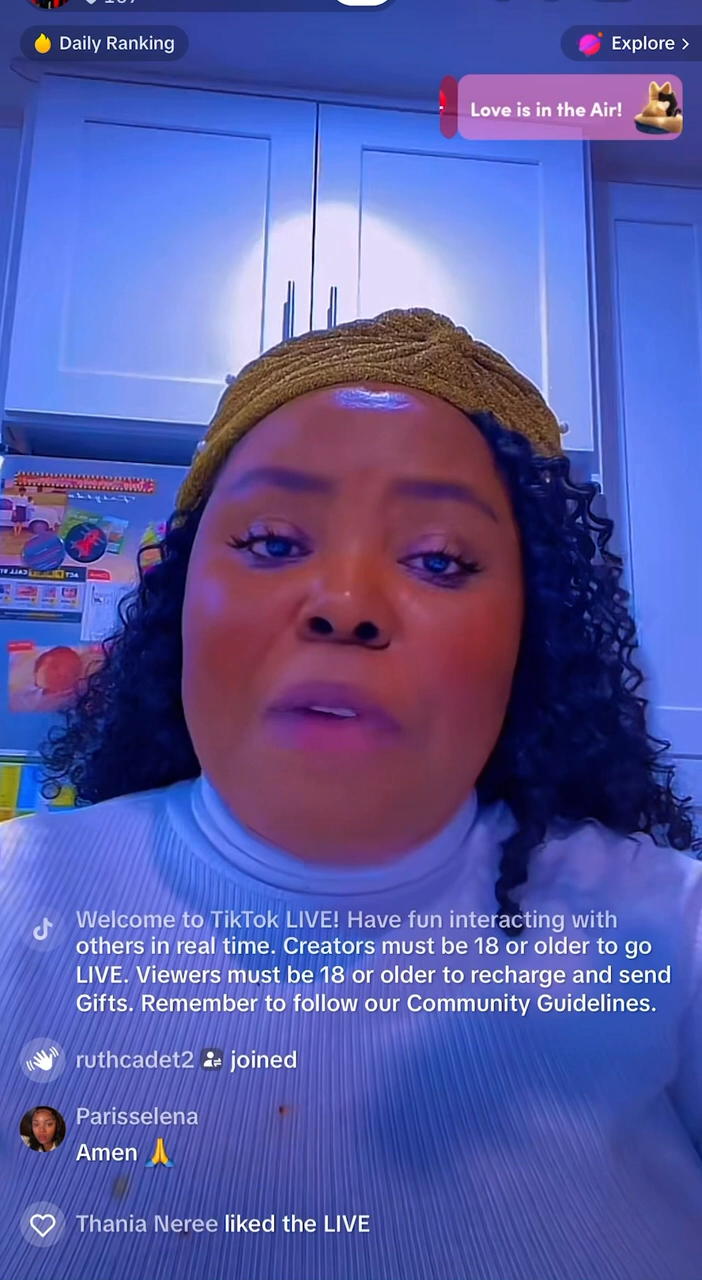 Daily Ranking
Explore >
Love is in the Air!
Welcome to TikTok LIVE! Have fun interacting with
others in real time. Creators must be 18 or older to go
LIVE. Viewers must be 18 or older to recharge and send
Gifts. Remember to follow our Community Guidelines.
ruthcadet2 joined
Parisselena
Amen 🙏
Thania Neree liked the LIVE